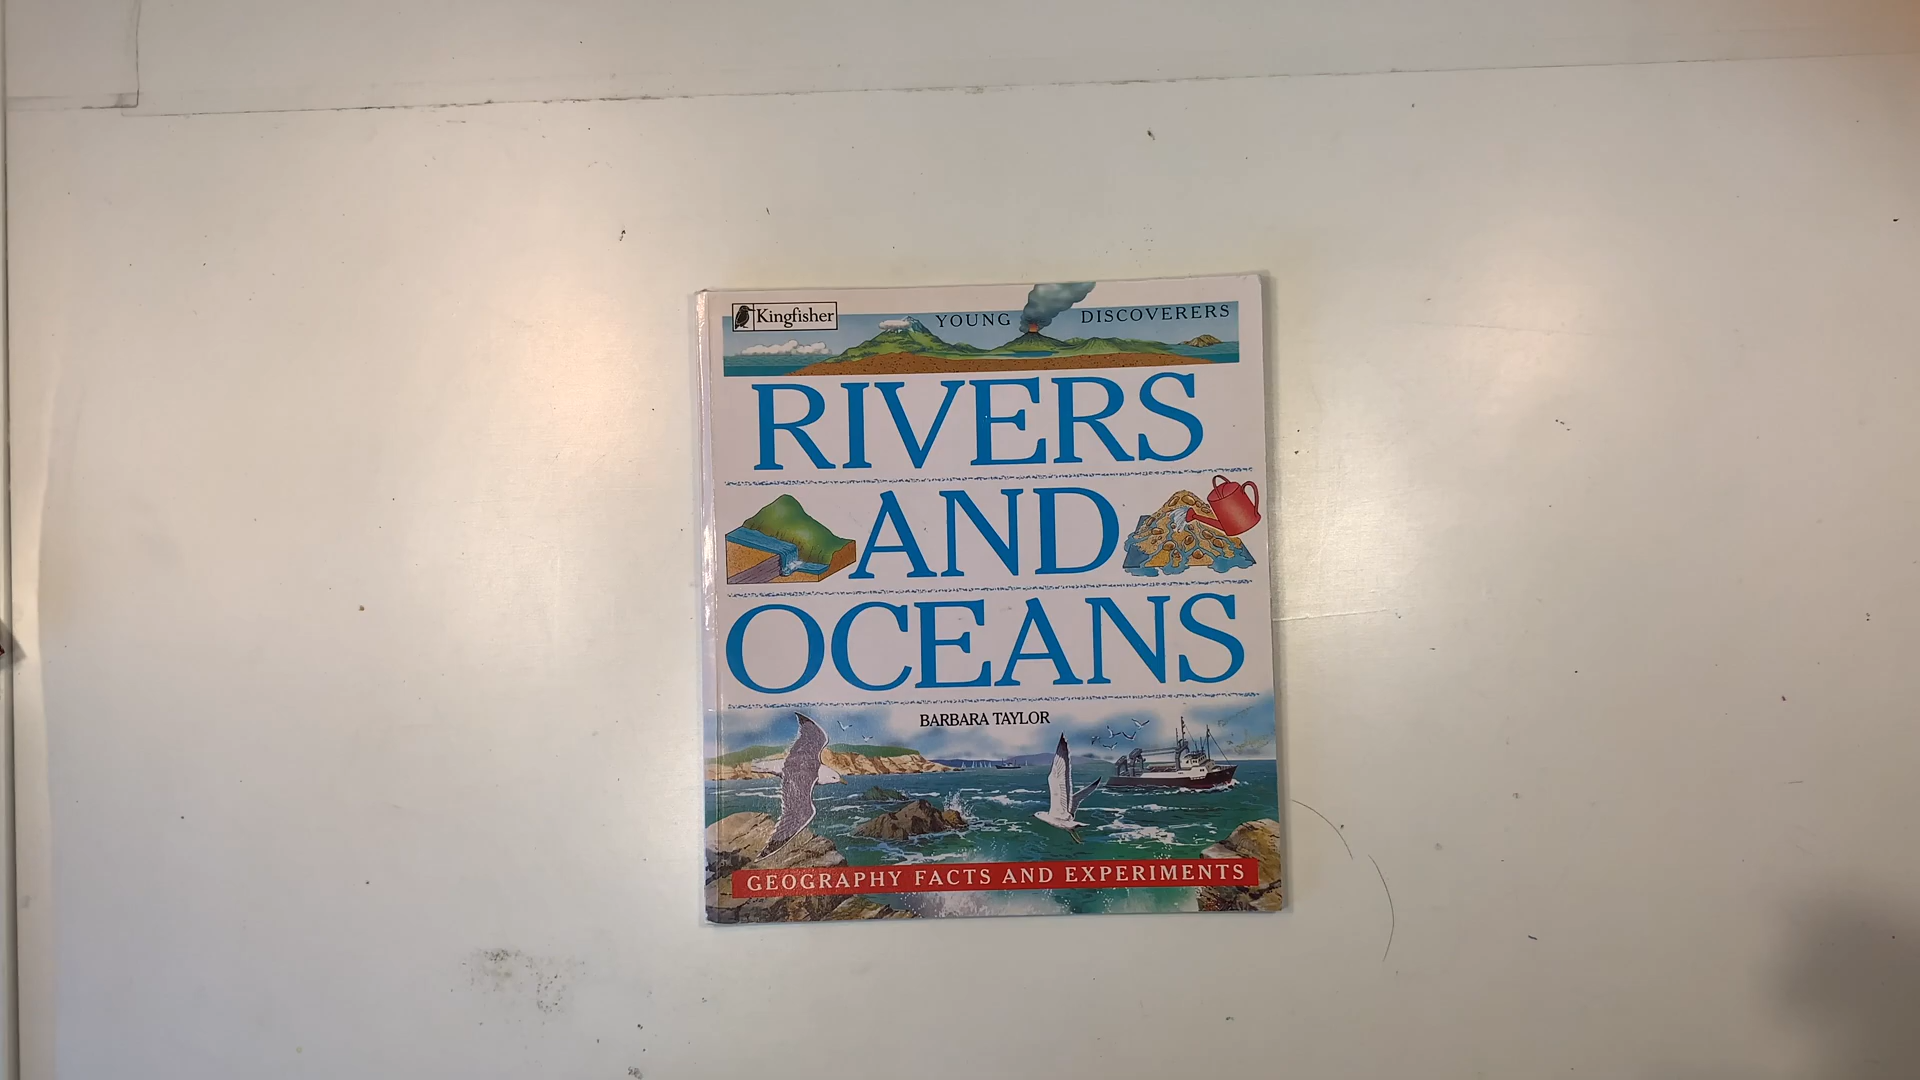 Kingfisher
YOUNG DISCOVERERS
RIVERS
AND
OCEANS
BARBARA TAYLOR
GEOGRAPHY FACTS AND EXPERIMENTS